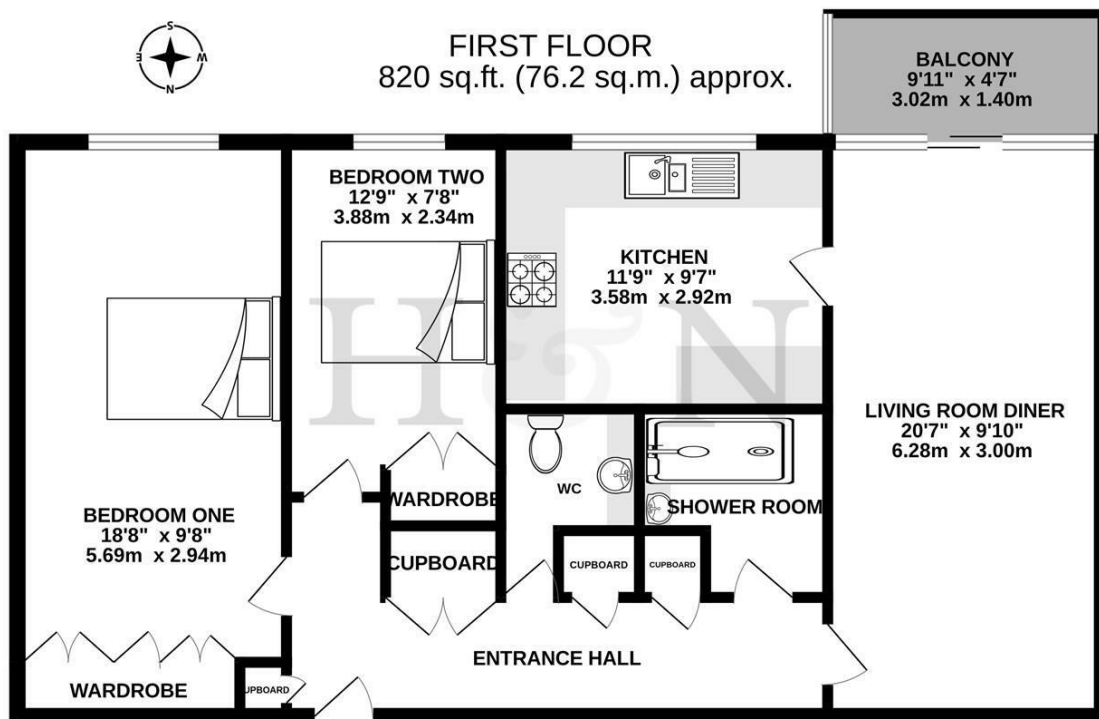 FIRST FLOOR
820 sq.ft. (76.2 sq.m.) approx.
S
E
W
N
BALCONY
9'11" x 4'7"
3.02m x 1.40m
BEDROOM TWO
12'9" x 7'8"
3.88m x 2.34m
KITCHEN
11'9" x 9'7"
3.58m x 2.92m
H&N
LIVING ROOM DINER
20'7" x 9'10"
6.28m x 3.00m
BEDROOM ONE
18'8" x 9'8"
5.69m x 2.94m
WARDROBE
WC
SHOWER ROOM
CUPBOARD
CUPBOARD
CUPBOARD
ENTRANCE HALL
WARDROBE
UPBOARD